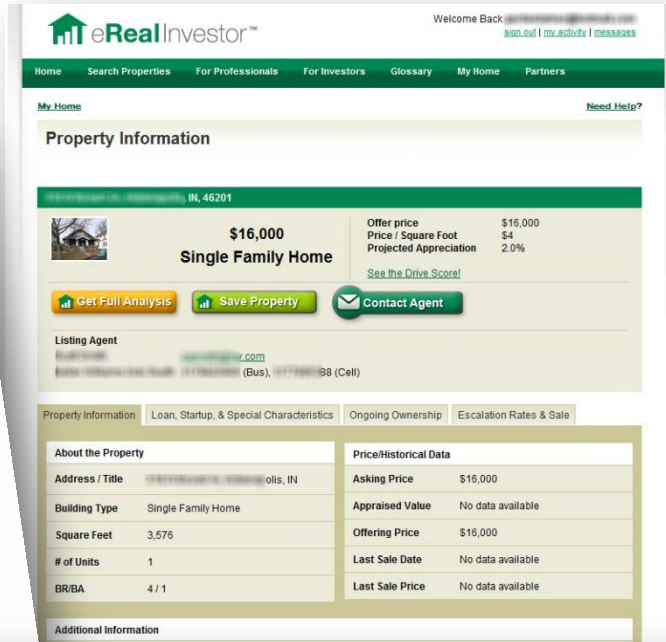 eRealInvestor™
Welcome Back
sign out | my activity | messages
Home Search Properties For Professionals For Investors Glossary My Home Partners
My Home Need Help?
Property Information
, IN, 46201
$16,000
Single Family Home
Offer price $16,000
Price / Square Foot $4
Projected Appreciation 2.0%
See the Drive Score!
Get Full Analysis Save Property Contact Agent
Listing Agent
.com
(Bus), 88 (Cell)
Property Information Loan, Startup, & Special Characteristics Ongoing Ownership Escalation Rates & Sale
About the Property Price/Historical Data
Address / Title olis, IN Asking Price $16,000
Building Type Single Family Home Appraised Value No data available
Square Feet 3,576 Offering Price $16,000
# of Units 1 Last Sale Date No data available
BR/BA 4 / 1 Last Sale Price No data available
Additional Information